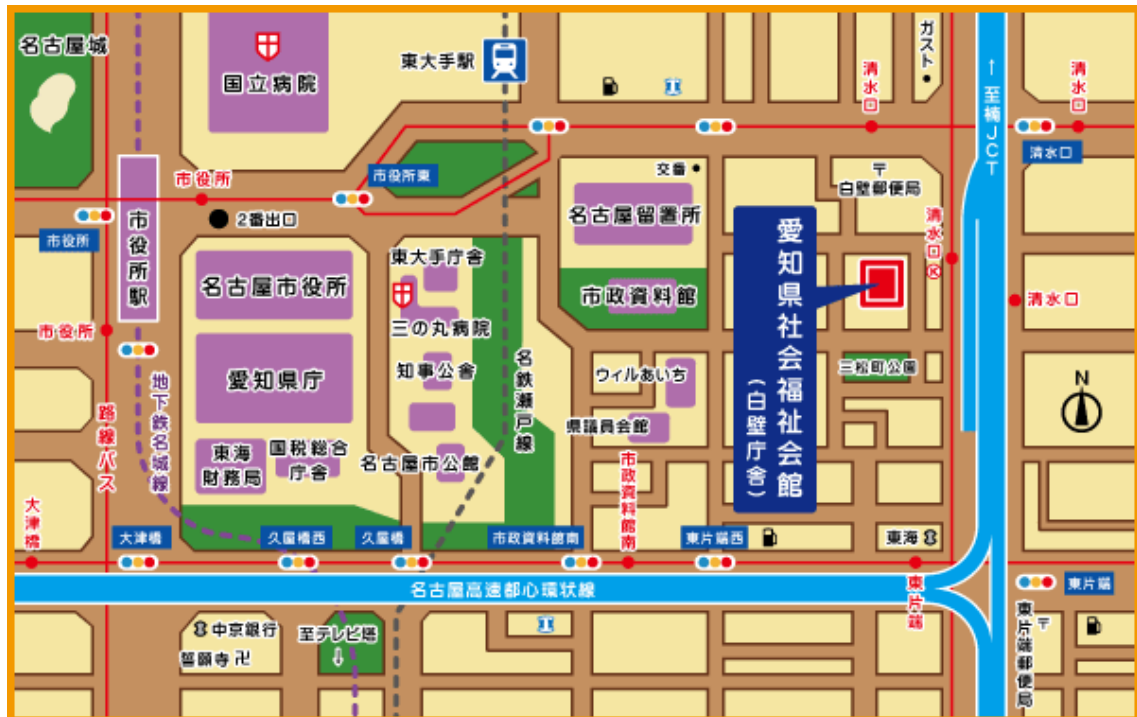 名古屋城
国立病院
東大手駅
ガスト
清水口
↑至楠JCT
清水口
清水口
市役所
市役所東
交番
〒
白壁郵便局
2番出口
市役所
市役所駅
名古屋留置所
清水口
K
愛知県社会福祉会館
(白壁庁舎)
東大手庁舎
名古屋市役所
市政資料館
清水口
三の丸病院
市役所
知事公舎
名鉄瀬戸線
ウィルあいち
三松町公園
愛知県庁
地下鉄名城線
N
路線バス
県議員会館
東海
財務局
国税総合
庁舎
名古屋市公館
市政資料館南
大津橋
大津橋
久屋橋西
久屋橋
市政資料館南
東片端西
東海
名古屋高速都心環状線
東片端
東片端
中京銀行
至テレビ塔
⇩
誓願寺 卍
東片端郵便局
〒